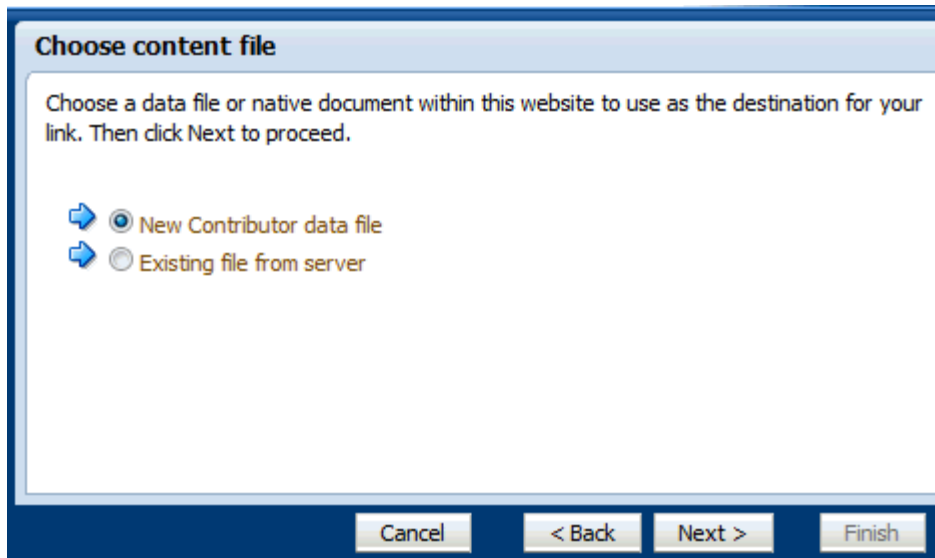 Choose content file
Choose a data file or native document within this website to use as the destination for your
link. Then click Next to proceed.
New Contributor data file
Existing file from server
Cancel
< Back
Next >
Finish